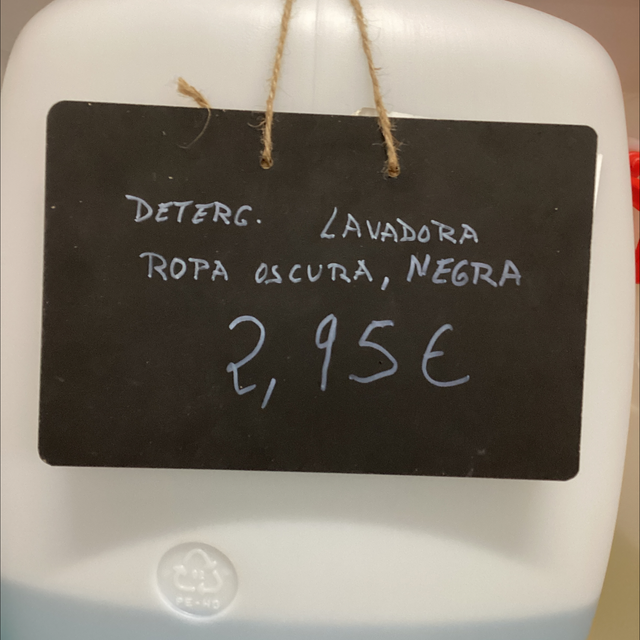 DETERG. LAVADORA
ROPA OSCURA, NEGRA
2,95€